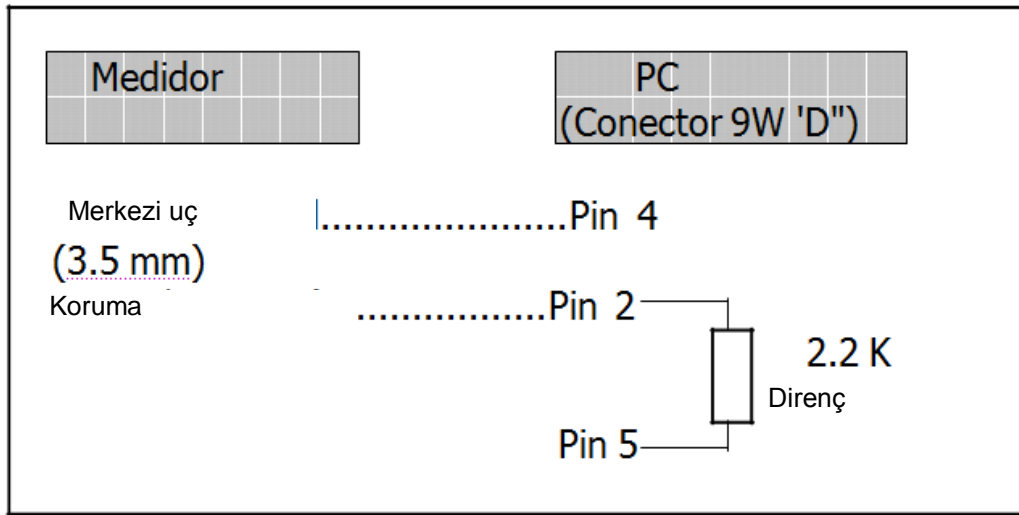 Medidor
PC
(Conector 9W 'D")
Merkezi uç
|......................Pin 4
(3.5 mm)
Koruma
.................Pin 2
2.2 K
Direnç
Pin 5